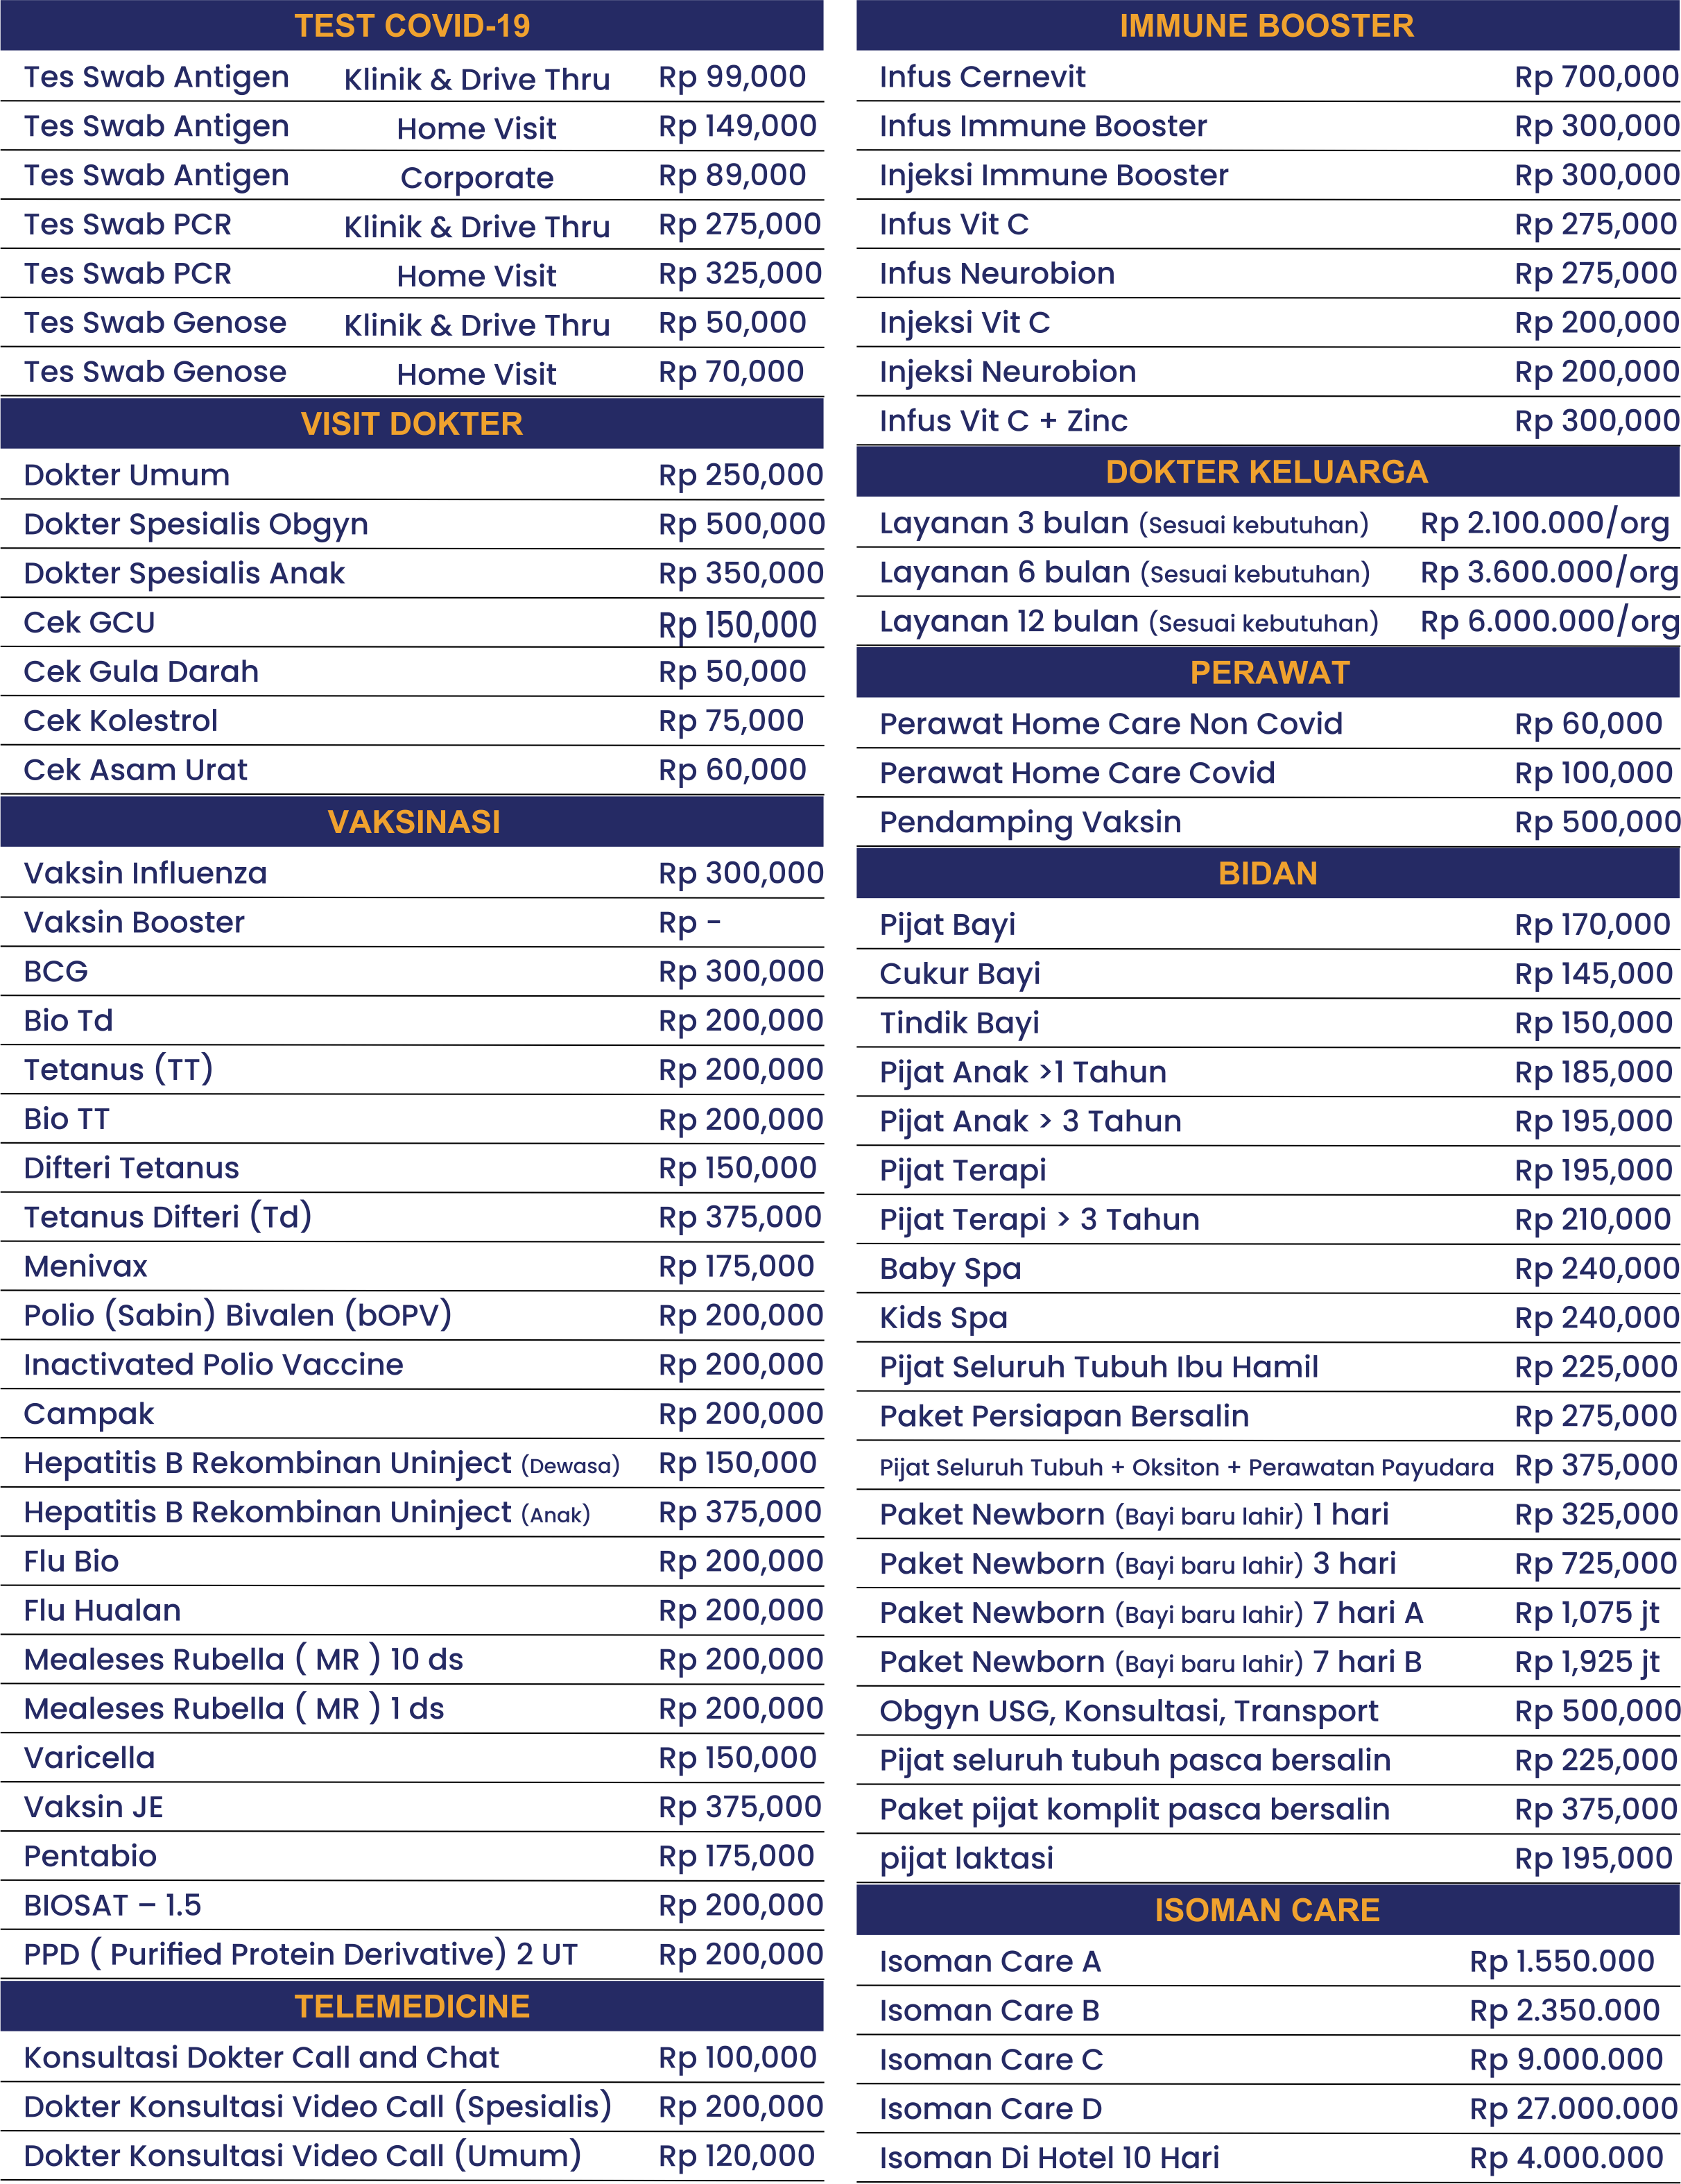 TEST COVID-19
Tes Swab Antigen Klinik & Drive Thru Rp 99,000
Tes Swab Antigen Home Visit Rp 149,000
Tes Swab Antigen Corporate Rp 89,000
Tes Swab PCR Klinik & Drive Thru Rp 275,000
Tes Swab PCR Home Visit Rp 325,000
Tes Swab Genose Klinik & Drive Thru Rp 50,000
Tes Swab Genose Home Visit Rp 70,000
VISIT DOKTER
Dokter Umum Rp 250,000
Dokter Spesialis Obgyn Rp 500,000
Dokter Spesialis Anak Rp 350,000
Cek GCU Rp 150,000
Cek Gula Darah Rp 50,000
Cek Kolestrol Rp 75,000
Cek Asam Urat Rp 60,000
VAKSINASI
Vaksin Influenza Rp 300,000
Vaksin Booster Rp -
BCG Rp 300,000
Bio Td Rp 200,000
Tetanus (TT) Rp 200,000
Bio TT Rp 200,000
Difteri Tetanus Rp 150,000
Tetanus Difteri (Td) Rp 375,000
Menivax Rp 175,000
Polio (Sabin) Bivalen (bOPV) Rp 200,000
Inactivated Polio Vaccine Rp 200,000
Campak Rp 200,000
Hepatitis B Rekombinan Uninject (Dewasa) Rp 150,000
Hepatitis B Rekombinan Uninject (Anak) Rp 375,000
Flu Bio Rp 200,000
Flu Hualan Rp 200,000
Mealeses Rubella ( MR ) 10 ds Rp 200,000
Mealeses Rubella ( MR ) 1 ds Rp 200,000
Varicella Rp 150,000
Vaksin JE Rp 375,000
Pentabio Rp 175,000
BIOSAT – 1.5 Rp 200,000
PPD ( Purified Protein Derivative) 2 UT Rp 200,000
TELEMEDICINE
Konsultasi Dokter Call and Chat Rp 100,000
Dokter Konsultasi Video Call (Spesialis) Rp 200,000
Dokter Konsultasi Video Call (Umum) Rp 120,000
IMMUNE BOOSTER
Infus Cernevit Rp 700,000
Infus Immune Booster Rp 300,000
Injeksi Immune Booster Rp 300,000
Infus Vit C Rp 275,000
Infus Neurobion Rp 275,000
Injeksi Vit C Rp 200,000
Injeksi Neurobion Rp 200,000
Infus Vit C + Zinc Rp 300,000
DOKTER KELUARGA
Layanan 3 bulan (Sesuai kebutuhan) Rp 2.100.000/org
Layanan 6 bulan (Sesuai kebutuhan) Rp 3.600.000/org
Layanan 12 bulan (Sesuai kebutuhan) Rp 6.000.000/org
PERAWAT
Perawat Home Care Non Covid Rp 60,000
Perawat Home Care Covid Rp 100,000
Pendamping Vaksin Rp 500,000
BIDAN
Pijat Bayi Rp 170,000
Cukur Bayi Rp 145,000
Tindik Bayi Rp 150,000
Pijat Anak >1 Tahun Rp 185,000
Pijat Anak > 3 Tahun Rp 195,000
Pijat Terapi Rp 195,000
Pijat Terapi > 3 Tahun Rp 210,000
Baby Spa Rp 240,000
Kids Spa Rp 240,000
Pijat Seluruh Tubuh Ibu Hamil Rp 225,000
Paket Persiapan Bersalin Rp 275,000
Pijat Seluruh Tubuh + Oksiton + Perawatan Payudara Rp 375,000
Paket Newborn (Bayi baru lahir) 1 hari Rp 325,000
Paket Newborn (Bayi baru lahir) 3 hari Rp 725,000
Paket Newborn (Bayi baru lahir) 7 hari A Rp 1,075 jt
Paket Newborn (Bayi baru lahir) 7 hari B Rp 1,925 jt
Obgyn USG, Konsultasi, Transport Rp 500,000
Pijat seluruh tubuh pasca bersalin Rp 225,000
Paket pijat komplit pasca bersalin Rp 375,000
pijat laktasi Rp 195,000
ISOMAN CARE
Isoman Care A Rp 1.550.000
Isoman Care B Rp 2.350.000
Isoman Care C Rp 9.000.000
Isoman Care D Rp 27.000.000
Isoman Di Hotel 10 Hari Rp 4.000.000